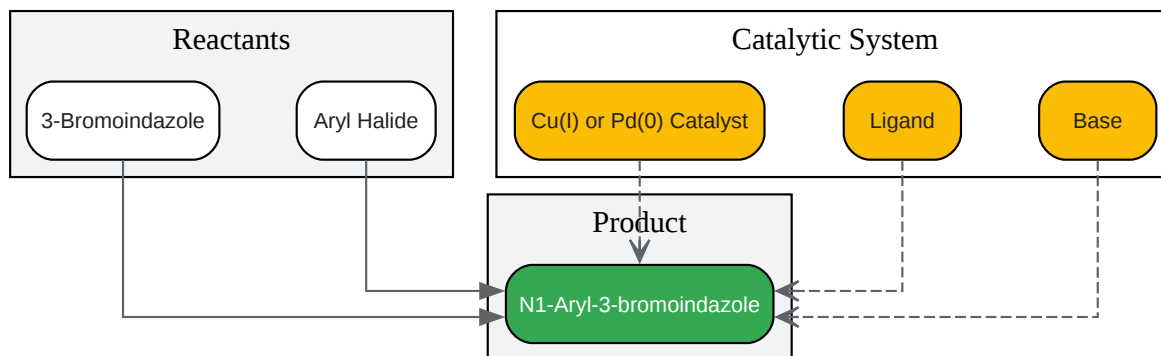 Reactants
Catalytic System
3-Bromoindazole
Aryl Halide
Cu(I) or Pd(0) Catalyst
Ligand
Base
Product
N1-Aryl-3-bromoindazole